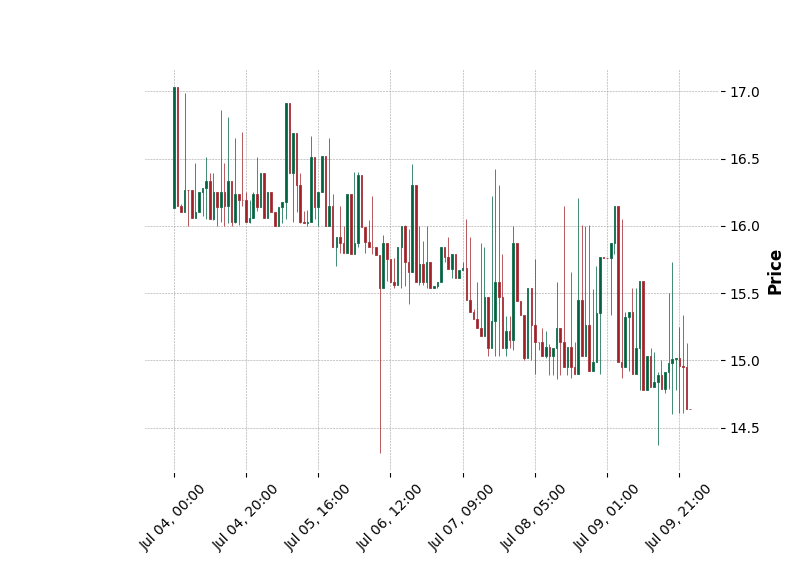 17.0
16.5
16.0
15.5
15.0
14.5
Price
Jul 04, 00:00
Jul 04, 20:00
Jul 05, 16:00
Jul 06, 12:00
Jul 07, 09:00
Jul 08, 05:00
Jul 09, 01:00
Jul 09, 21:00